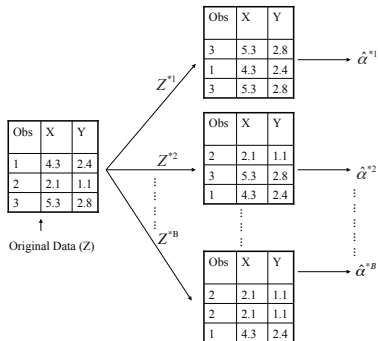 Obs X Y
3 5.3 2.8
1 4.3 2.4
3 5.3 2.8
Z*1
α̂*1
Obs X Y
1 4.3 2.4
2 2.1 1.1
3 5.3 2.8
Original Data (Z)
Z*2
Obs X Y
2 2.1 1.1
3 5.3 2.8
1 4.3 2.4
α̂*2
Z*B
Obs X Y
2 2.1 1.1
2 2.1 1.1
1 4.3 2.4
α̂*B